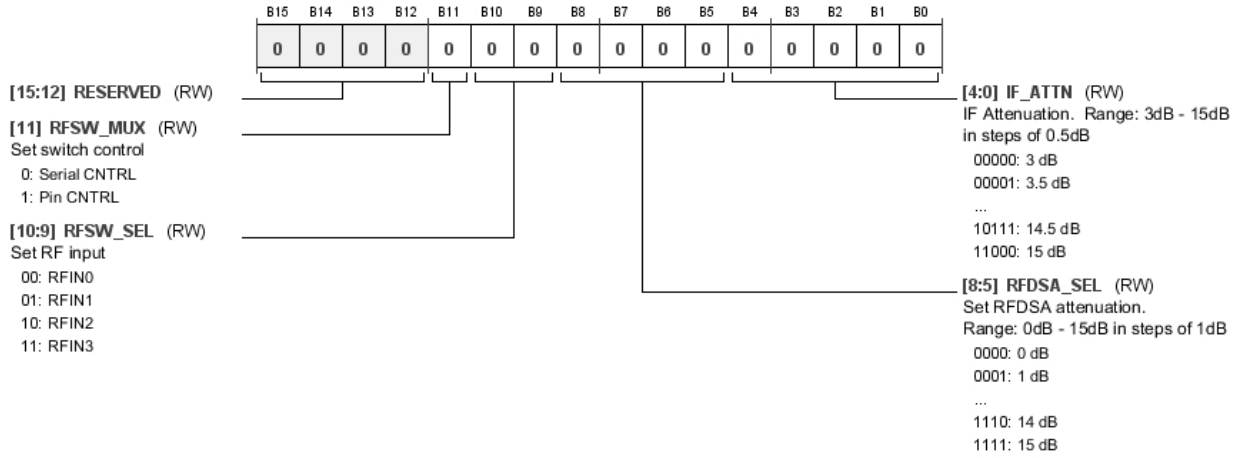 B15 B14 B13 B12 B11 B10 B9 B8 B7 B6 B5 B4 B3 B2 B1 B0
0 0 0 0 0 0 0 0 0 0 0 0 0 0 0 0
[15:12] RESERVED (RW)
[11] RFSW_MUX (RW)
Set switch control
0: Serial CNTRL
1: Pin CNTRL
[10:9] RFSW_SEL (RW)
Set RF input
00: RFIN0
01: RFIN1
10: RFIN2
11: RFIN3
[4:0] IF_ATTN (RW)
IF Attenuation. Range: 3dB - 15dB
in steps of 0.5dB
00000: 3 dB
00001: 3.5 dB
...
10111: 14.5 dB
11000: 15 dB
[8:5] RFDSA_SEL (RW)
Set RFDSA attenuation.
Range: 0dB - 15dB in steps of 1dB
0000: 0 dB
0001: 1 dB
...
1110: 14 dB
1111: 15 dB